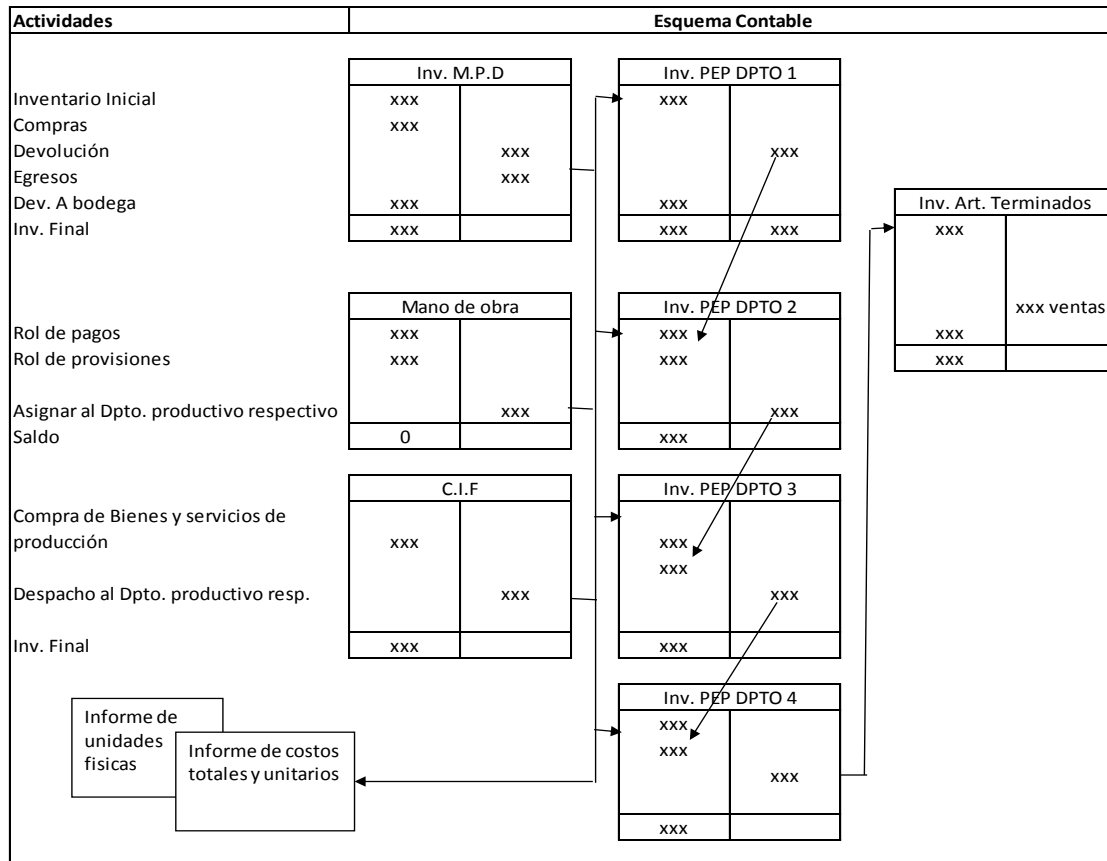 Actividades Esquema Contable
Inv. M.P.D Inv. PEP DPTO 1
Inventario Inicial xxx xxx
Compras xxx
Devolución xxx xxx
Egresos xxx
Dev. A bodega xxx xxx Inv. Art. Terminados
Inv. Final xxx xxx xxx xxx
Mano de obra Inv. PEP DPTO 2 xxx ventas
Rol de pagos xxx xxx xxx
Rol de provisiones xxx xxx xxx
Asignar al Dpto. productivo respectivo xxx xxx
Saldo 0 xxx
C.I.F Inv. PEP DPTO 3
Compra de Bienes y servicios de
producción xxx xxx
xxx
Despacho al Dpto. productivo resp. xxx xxx
Inv. Final xxx xxx
Inv. PEP DPTO 4
Informe de
unidades
fisicas
Informe de costos
totales y unitarios
xxx
xxx
xxx
xxx